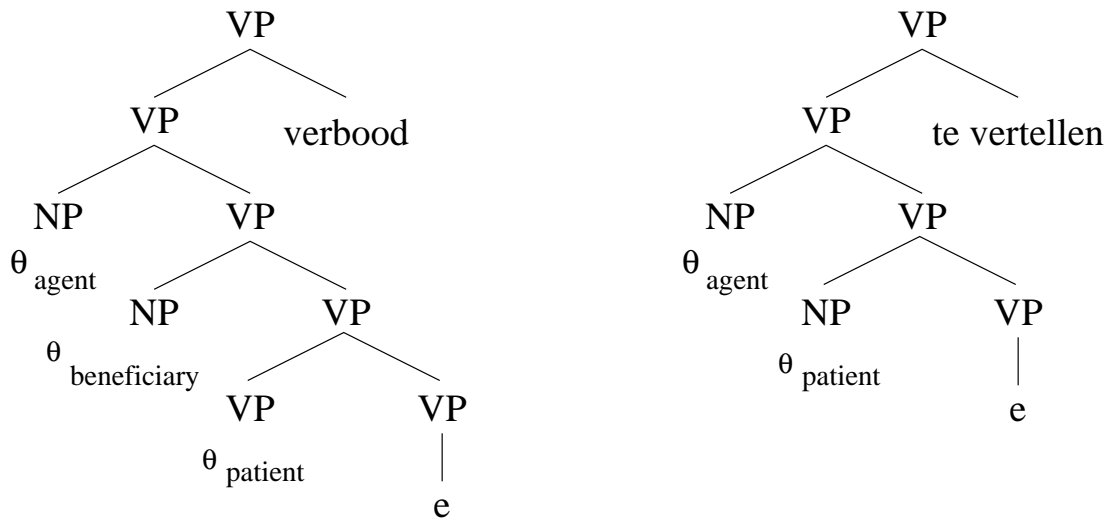 VP VP
VP verbood VP te vertellen
NP VP NP VP
θ agent θ agent
NP VP NP VP
θ beneficiary θ patient
VP VP e
θ patient
e